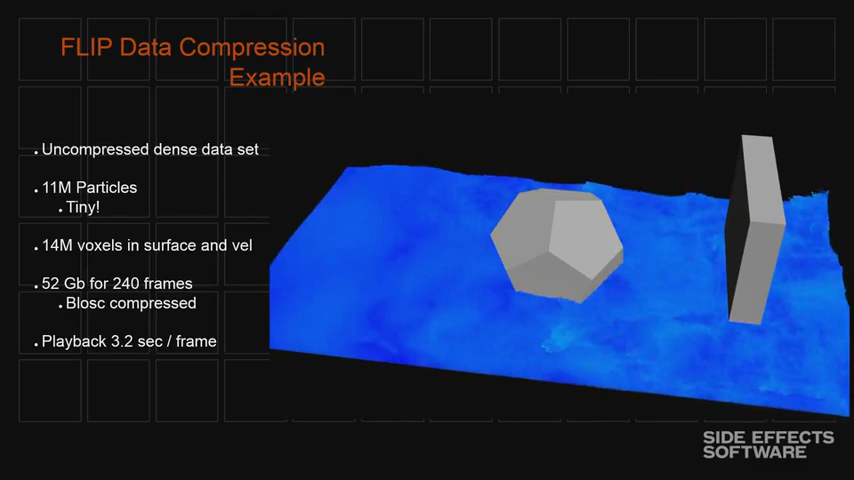 FLIP Data Compression
Example
• Uncompressed dense data set
• 11M Particles
• Tiny!
• 14M voxels in surface and vel
• 52 Gb for 240 frames
• Blosc compressed
• Playback 3.2 sec / frame
SIDE EFFECTS
SOFTWARE